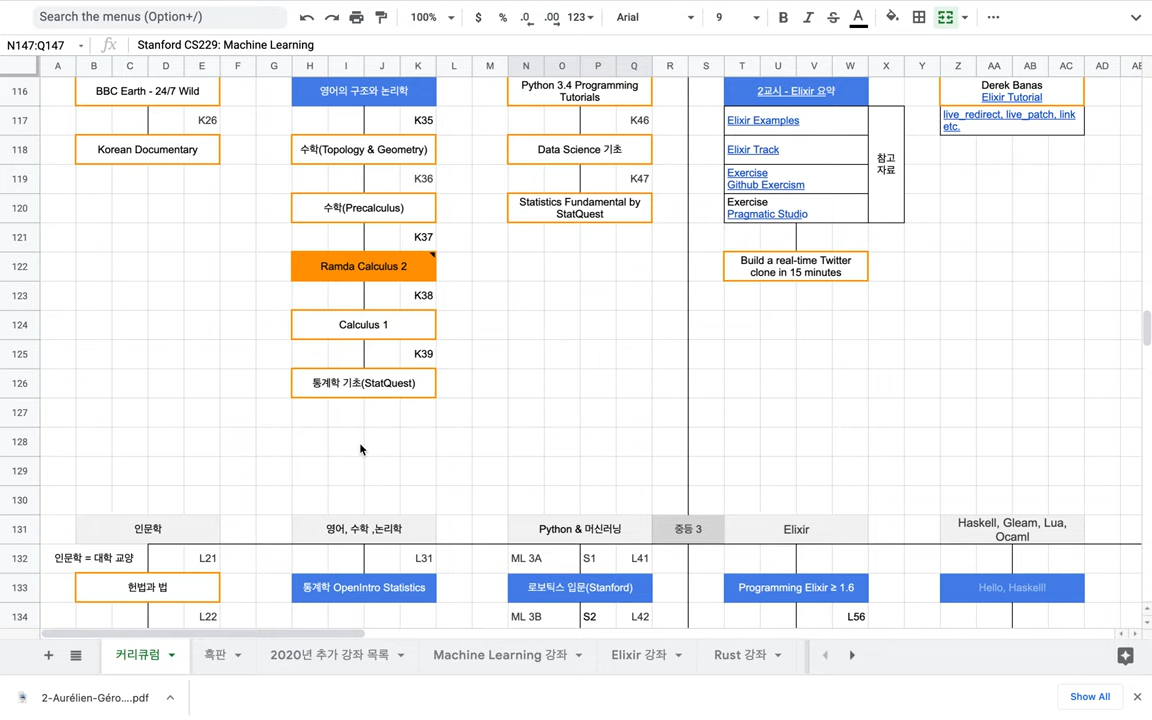 Search the menus (Option+/)
100%
$ % .0 .00 123
Arial
9
B I S A
N147:Q147
fx Stanford CS229: Machine Learning
A B C D E F G H I J K L M N O P Q R S T U V W X Y Z AA AB AC AD AE
116
BBC Earth - 24/7 Wild
영어의 구조와 논리학
Python 3.4 Programming
Tutorials
2교시 - Elixir 요약
Derek Banas
Elixir Tutorial
117
K26
K35
K46
Elixir Examples
live_redirect, live_patch, link
etc.
118
Korean Documentary
수학(Topology & Geometry)
Data Science 기초
Elixir Track
참고
자료
119
K36
K47
Exercise
Github Exercism
120
수학(Precalculus)
Statistics Fundamental by
StatQuest
Exercise
Pragmatic Studio
121
K37
122
Ramda Calculus 2
Build a real-time Twitter
clone in 15 minutes
123
K38
124
Calculus 1
125
K39
126
통계학 기초(StatQuest)
127
128
129
130
131
인문학
영어, 수학 ,논리학
Python & 머신러닝
중등 3
Elixir
Haskell, Gleam, Lua,
Ocaml
132
인문학 = 대학 교양
L21
L31
ML 3A
S1
L41
133
헌법과 법
통계학 OpenIntro Statistics
로보틱스 입문(Stanford)
Programming Elixir ≥ 1.6
Hello, Haskell!
134
L22
ML 3B
S2
L42
L56
커리큘럼
흑판
2020년 추가 강좌 목록
Machine Learning 강좌
Elixir 강좌
Rust 강좌
2-Aurélien-Géro....pdf
Show All